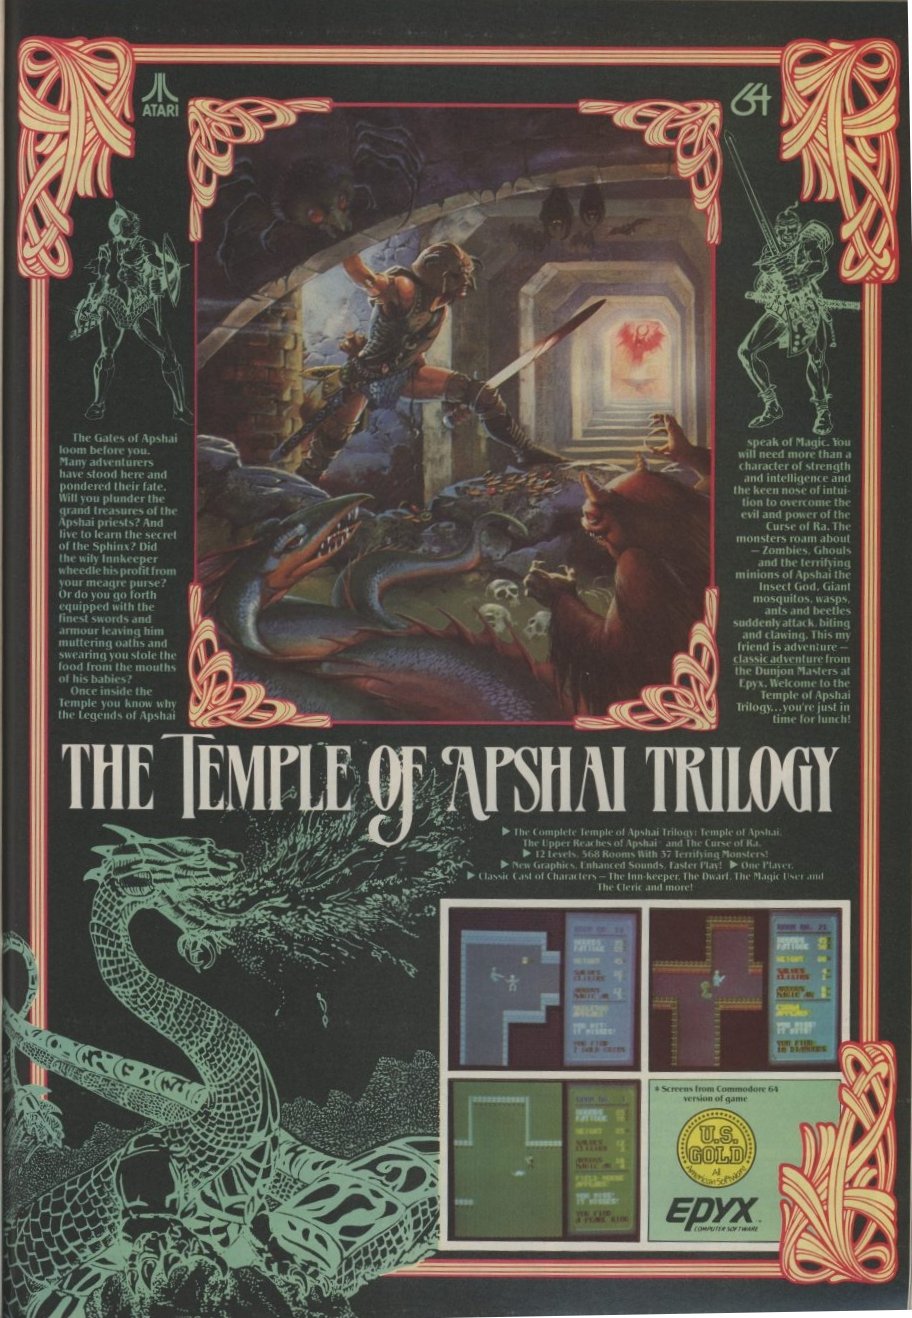 ATARI
64
The Gates of Apshai
loom before you.
Many adventurers
have stood here and
pondered their fate.
Will you plunder the
grand treasures of the
Apshai priests? And
live to learn the secret
of the Sphinx? Did
the wily Innkeeper
wheedle his profit from
your meagre purse?
Or do you go forth
equipped with the
finest swords and
armour leaving him
muttering oaths and
swearing you stole the
food from the mouths
of his babies?
Once inside the
Temple you know why
the Legends of Apshai
speak of Magic. You
will need more than a
character of strength
and intelligence and
the keen nose of intui-
tion to overcome the
evil and power of the
Curse of Ra. The
monsters roam about
— Zombies, Ghouls
and the terrifying
minions of Apshai the
Insect God. Giant
mosquitos, wasps,
ants and beetles
suddenly attack, biting
and clawing. This my
friend is adventure —
classic adventure from
the Dunjon Masters at
Epyx. Welcome to the
Temple of Apshai
Trilogy...you're just in
time for lunch!
THE TEMPLE OF APSHAI TRILOGY
▶ The Complete Temple of Apshai Trilogy: Temple of Apshai,
The Upper Reaches of Apshai and The Curse of Ra.
▶ 12 Levels, 568 Rooms With 37 Terrifying Monsters!
▶ New Graphics, Enhanced Sounds, Faster Play! ▶ One Player.
▶ Classic Cast of Characters — The Inn-keeper, The Dwarf, The Magic User and
The Cleric and more!
* Screens from Commodore 64
version of game
U.S.
GOLD
All
American Software
EPYX
COMPUTER SOFTWARE